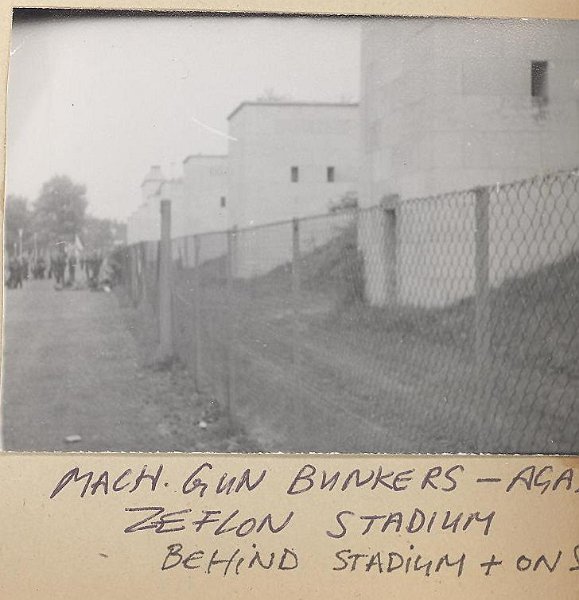 MACH. GUN BUNKERS - AGA
ZEFLON STADIUM
BEHIND STADIUM + ON S